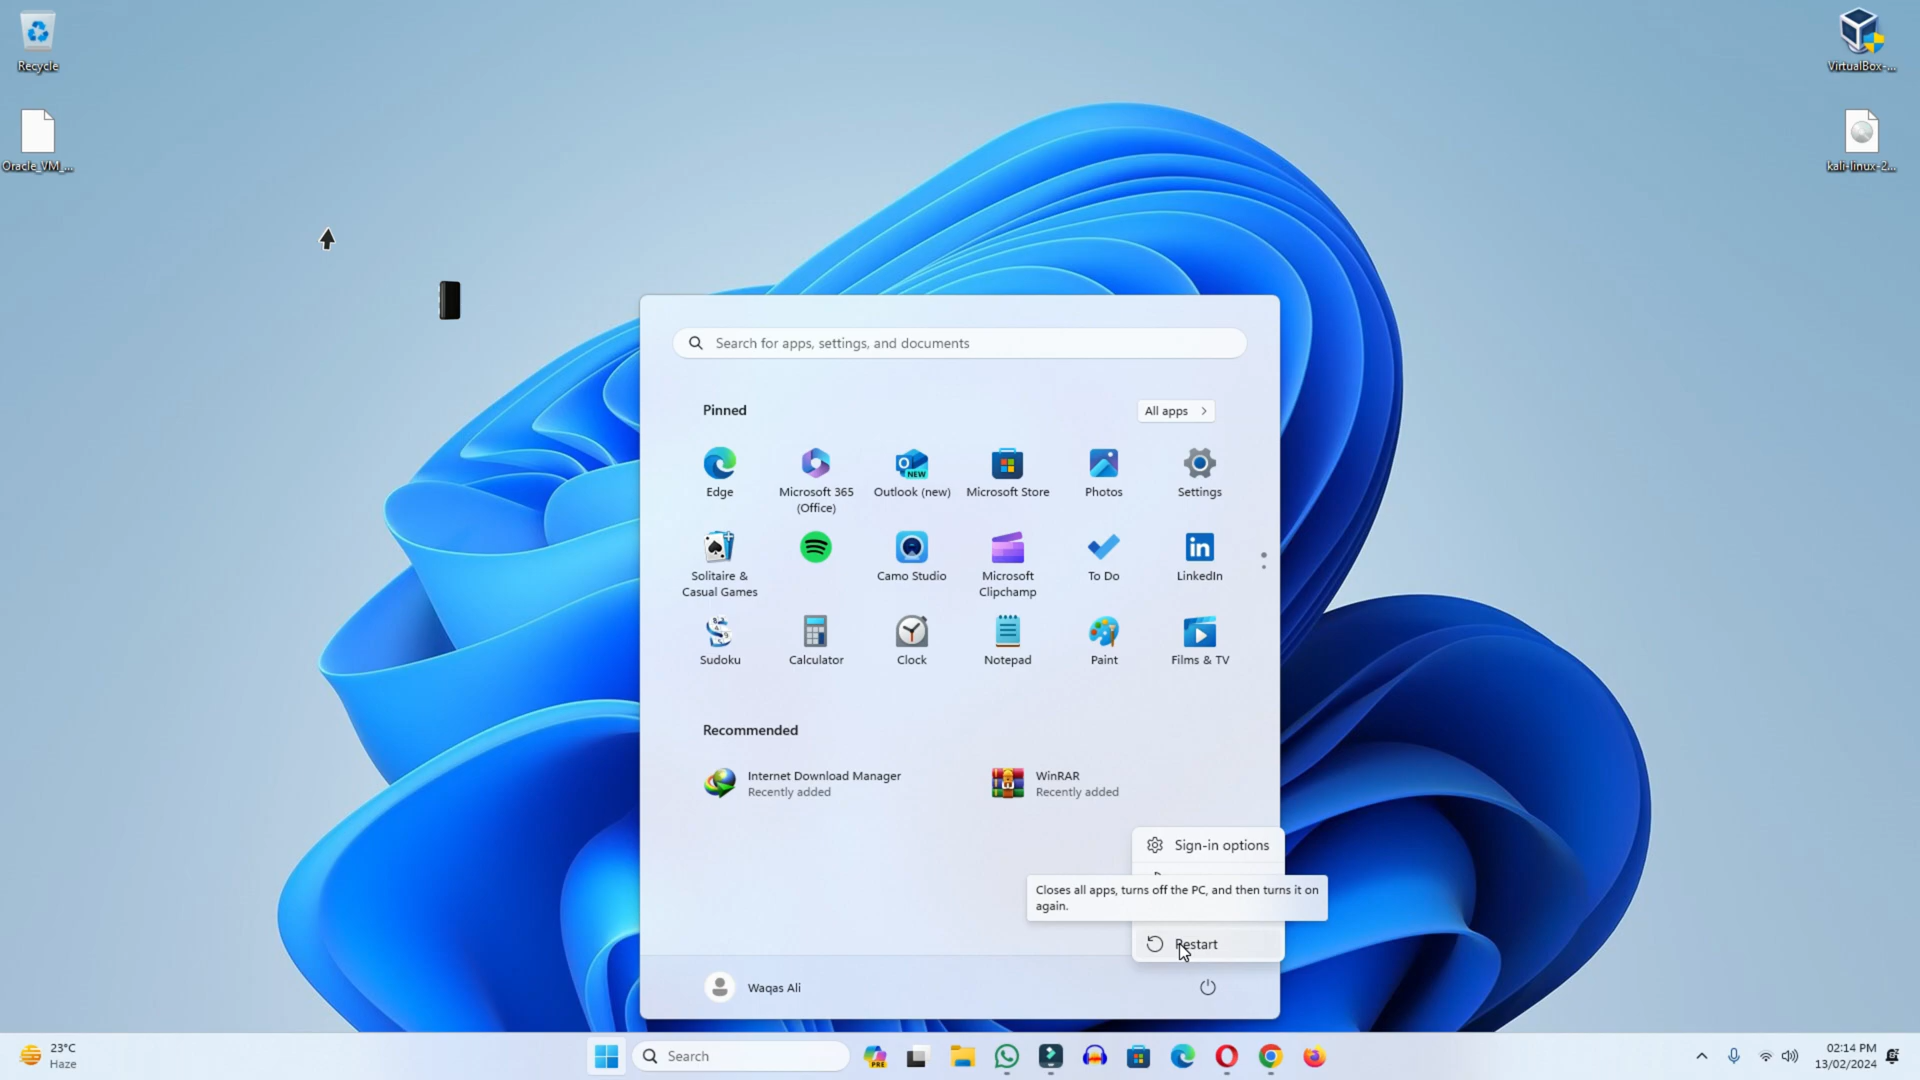 Recycle
VirtualBox-...
Oracle_VM_...
kali-linux-2...
Search for apps, settings, and documents
Pinned
All apps
Edge
Microsoft 365
(Office)
Outlook (new)
Microsoft Store
Photos
Settings
Solitaire &
Casual Games
Camo Studio
Microsoft
Clipchamp
To Do
LinkedIn
Sudoku
Calculator
Clock
Notepad
Paint
Films & TV
Recommended
Internet Download Manager
Recently added
WinRAR
Recently added
Sign-in options
Closes all apps, turns off the PC, and then turns it on
again.
Restart
Waqas Ali
23°C
Haze
Search
PRE
02:14 PM
13/02/2024
NEW